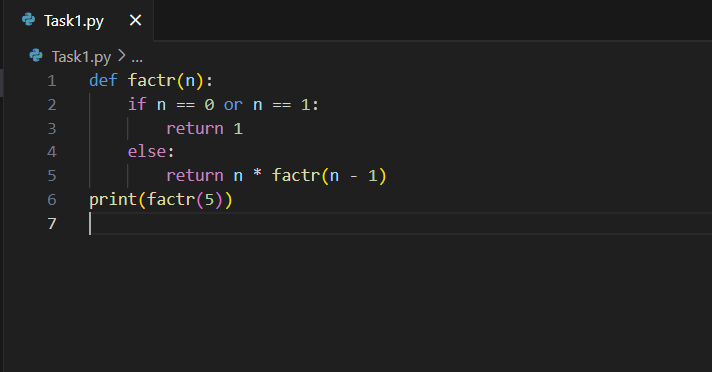 Task1.py ×
Task1.py > ...
1 def factr(n):
2     if n == 0 or n == 1:
3         return 1
4     else:
5         return n * factr(n - 1)
6 print(factr(5))
7